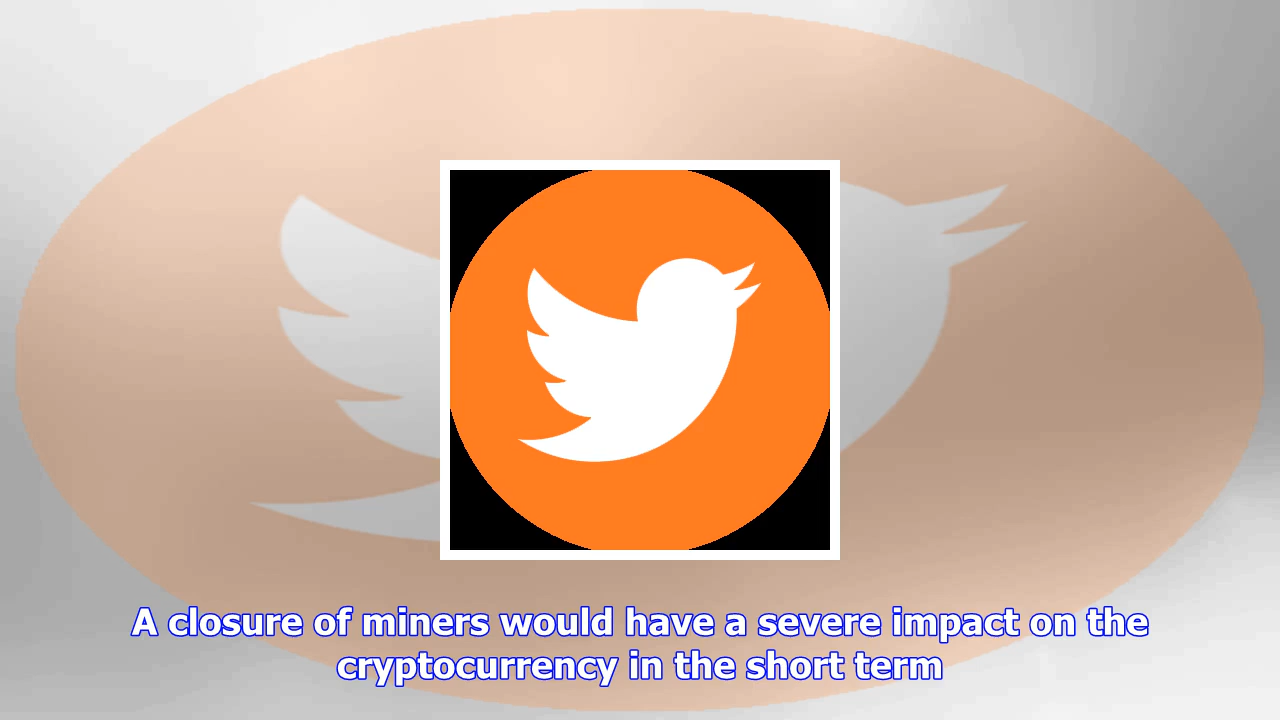 A closure of miners would have a severe impact on the
cryptocurrency in the short term